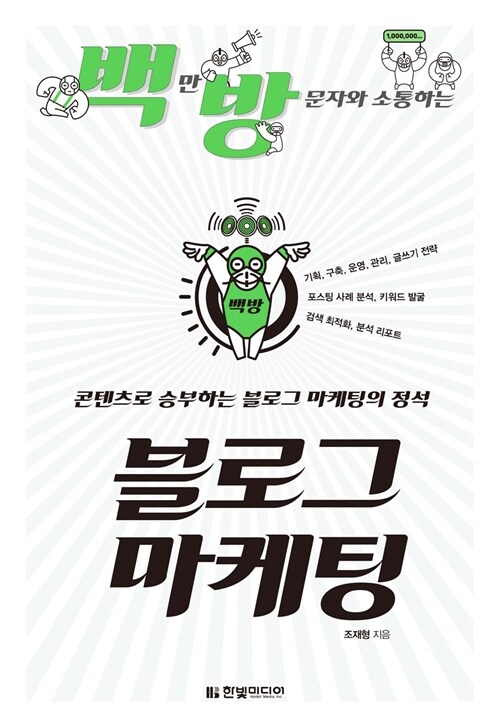 1,000,000...
백만 방문자와 소통하는
백방
기획, 구축, 운영, 관리, 글쓰기 전략
포스팅 사례 분석, 키워드 발굴
검색 최적화, 분석 리포트
콘텐츠로 승부하는 블로그 마케팅의 정석
블로그
마케팅
조재형 지음
한빛미디어
Hanbit Media, Inc.